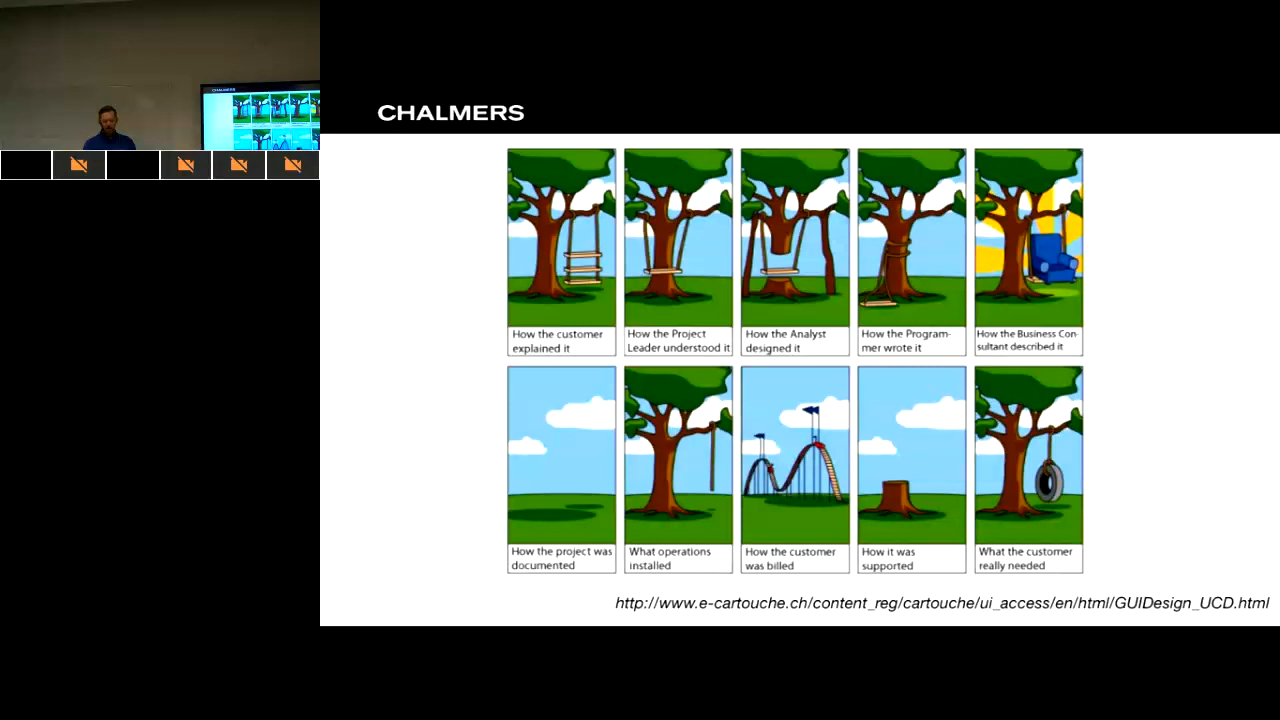 CHALMERS
CHALMERS
How the customer
explained it
How the Project
Leader understood it
How the Analyst
designed it
How the Program-
mer wrote it
How the Business Con-
sultant described it
How the project was
documented
What operations
installed
How the customer
was billed
How it was
supported
What the customer
really needed
http://www.e-cartouche.ch/content_reg/cartouche/ui_access/en/html/GUIDesign_UCD.html